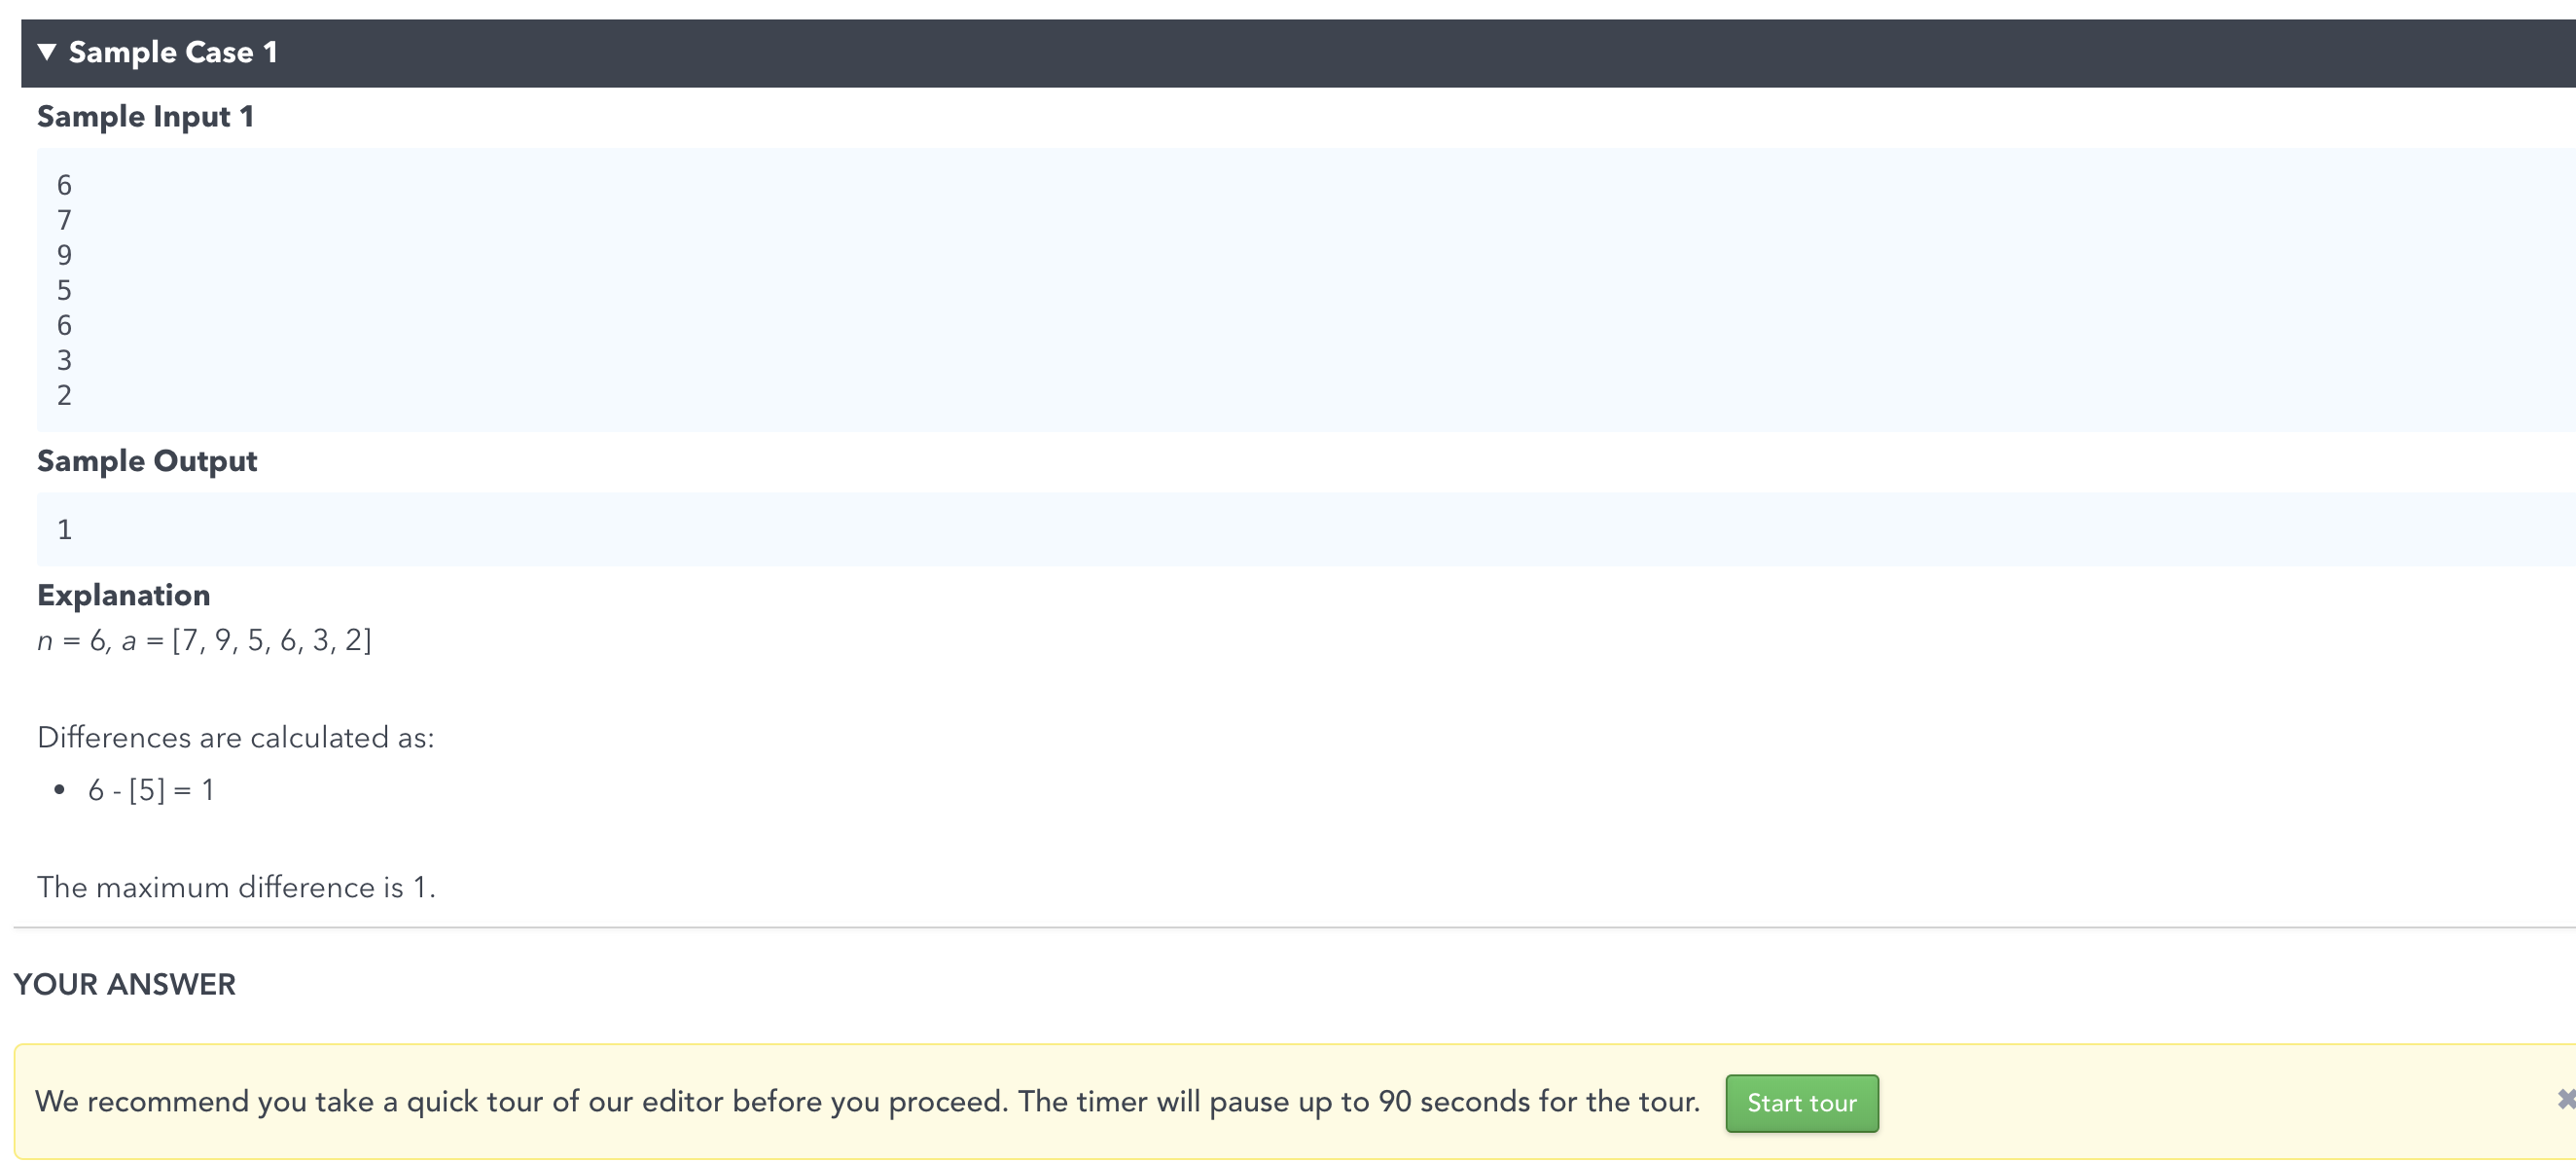 ▼ Sample Case 1
Sample Input 1
6
7
9
5
6
3
2
Sample Output
1
Explanation
n = 6, a = [7, 9, 5, 6, 3, 2]
Differences are calculated as:
• 6 - [5] = 1
The maximum difference is 1.
YOUR ANSWER
We recommend you take a quick tour of our editor before you proceed. The timer will pause up to 90 seconds for the tour. Start tour